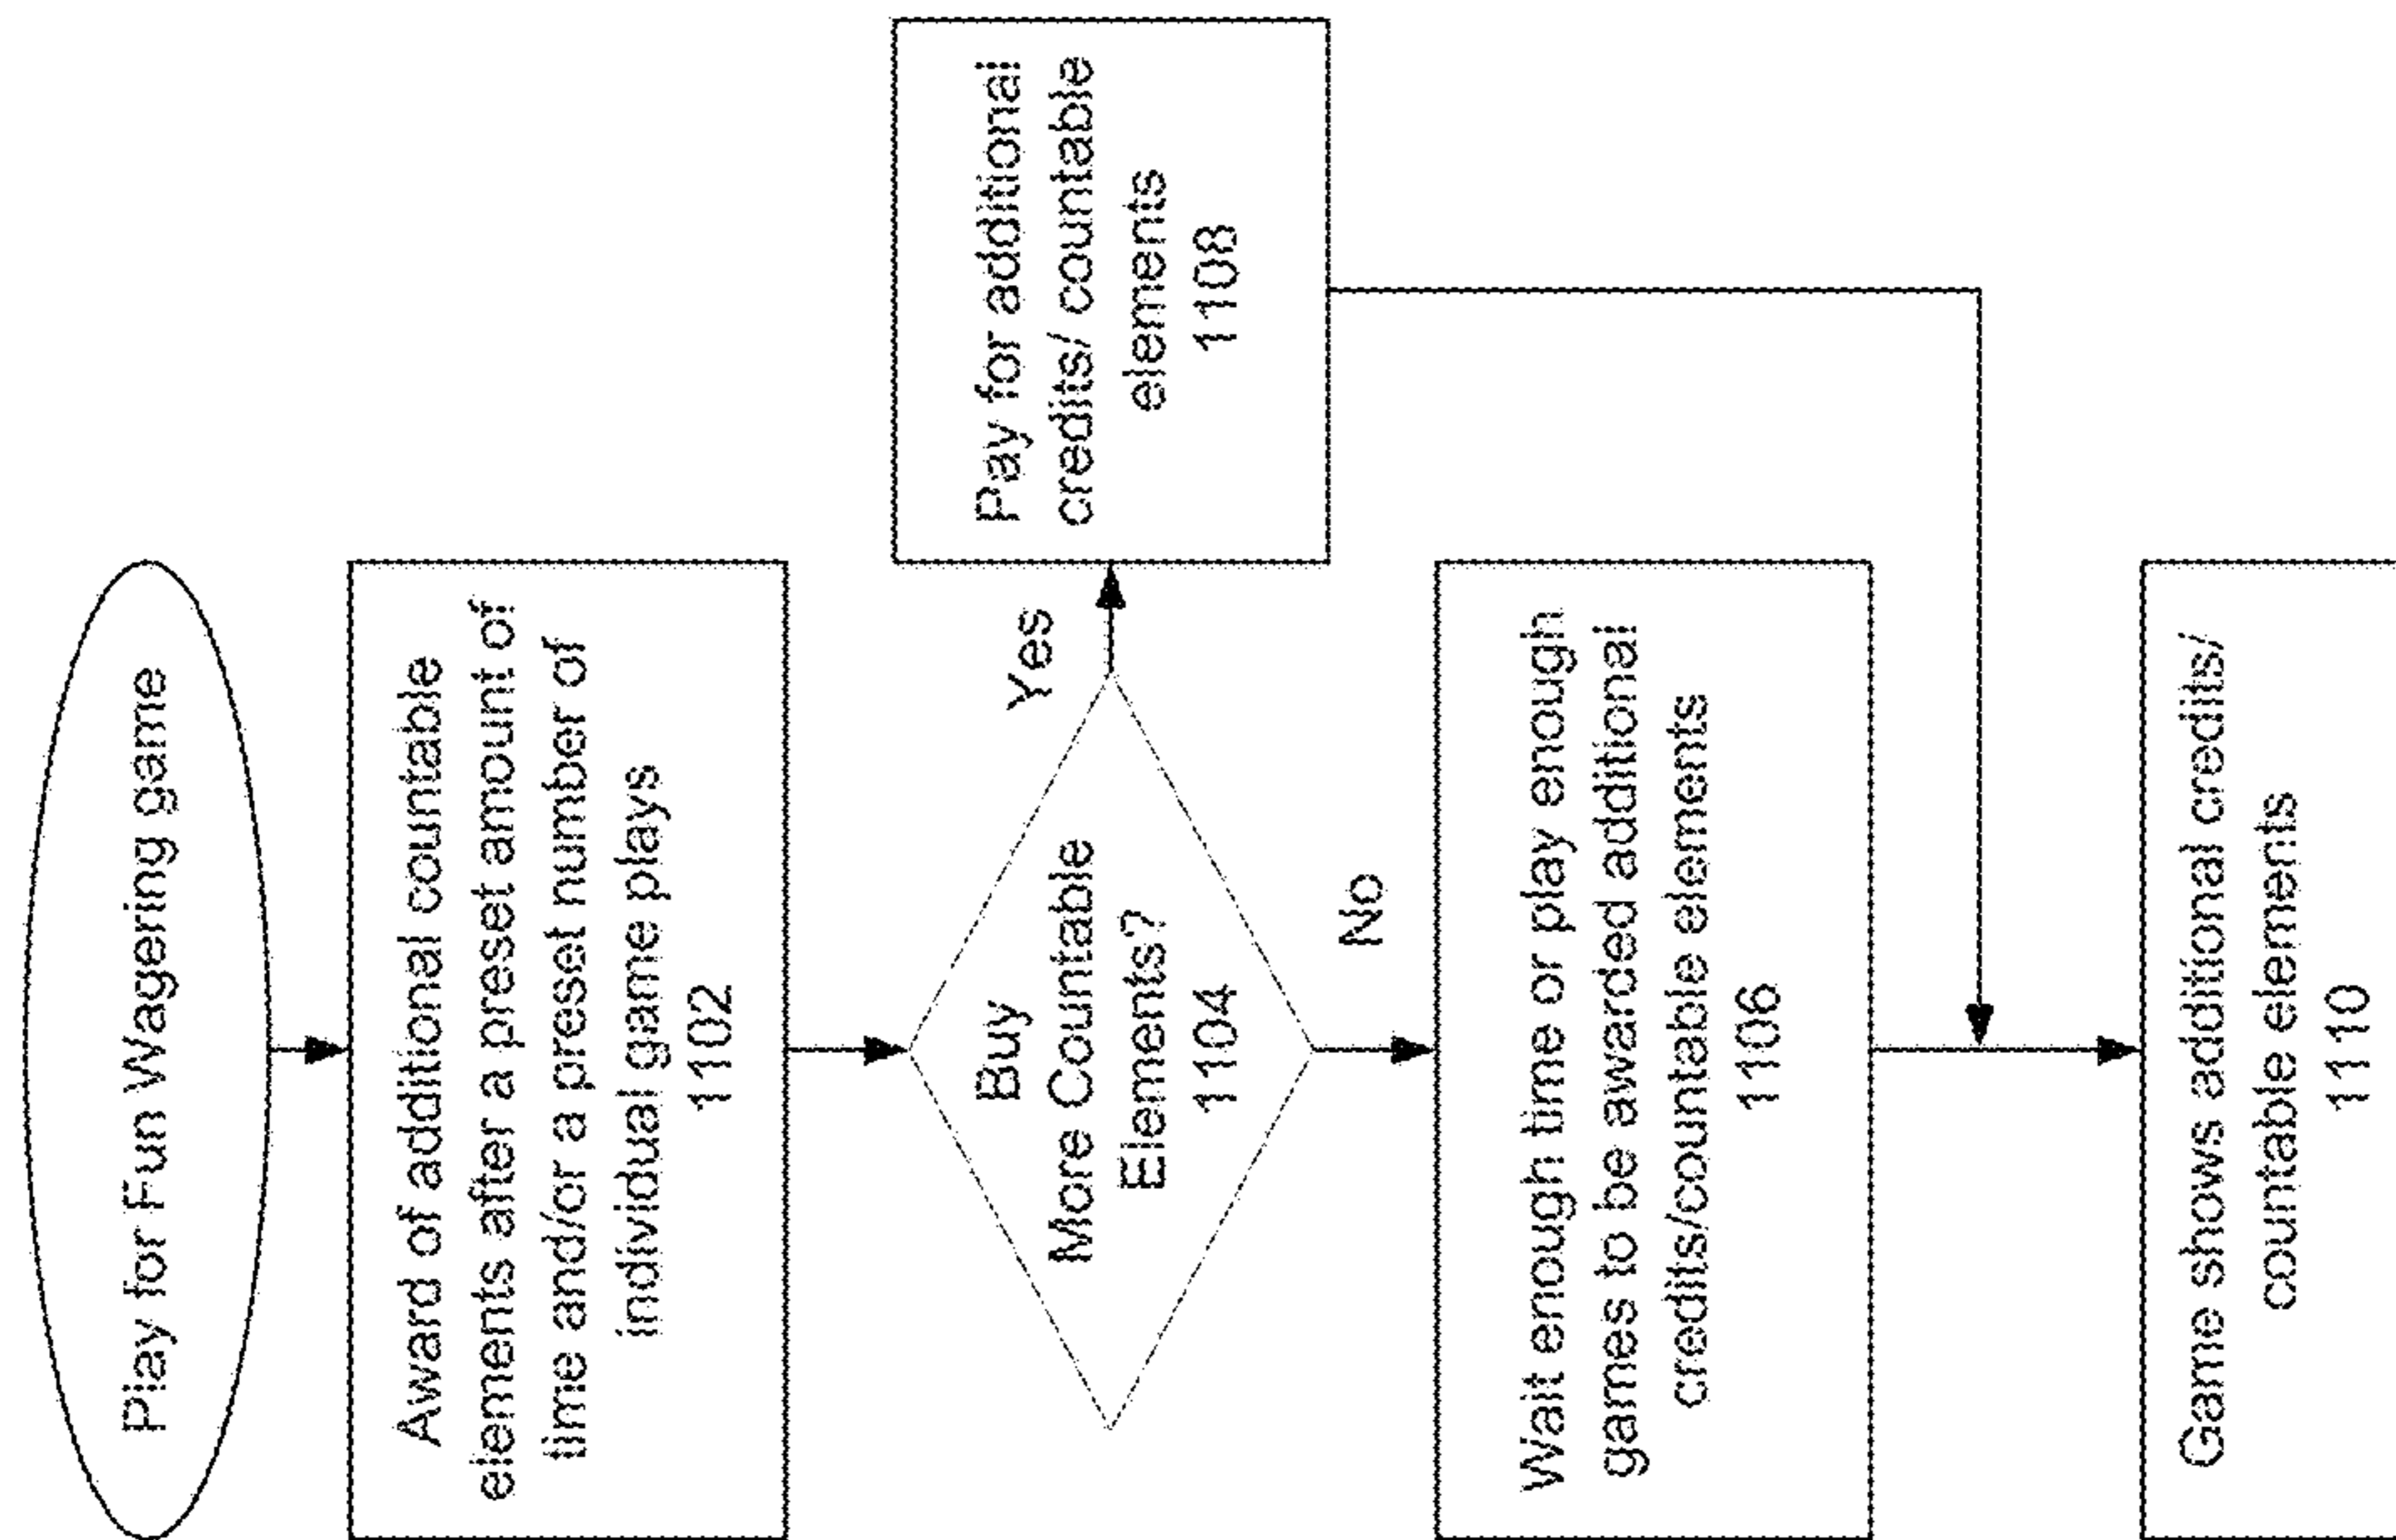 Play for Fun Wagering game
Award of additional countable
elements after a preset amount of
time and/or a preset number of
individual game plays
1102
Buy
More Countable
Elements?
1104
Yes
Pay for additional
credits/ countable
elements
1108
No
Wait enough time or play enough
games to be awarded additional
credits/countable elements
1106
Game shows additional credits/
countable elements
1110